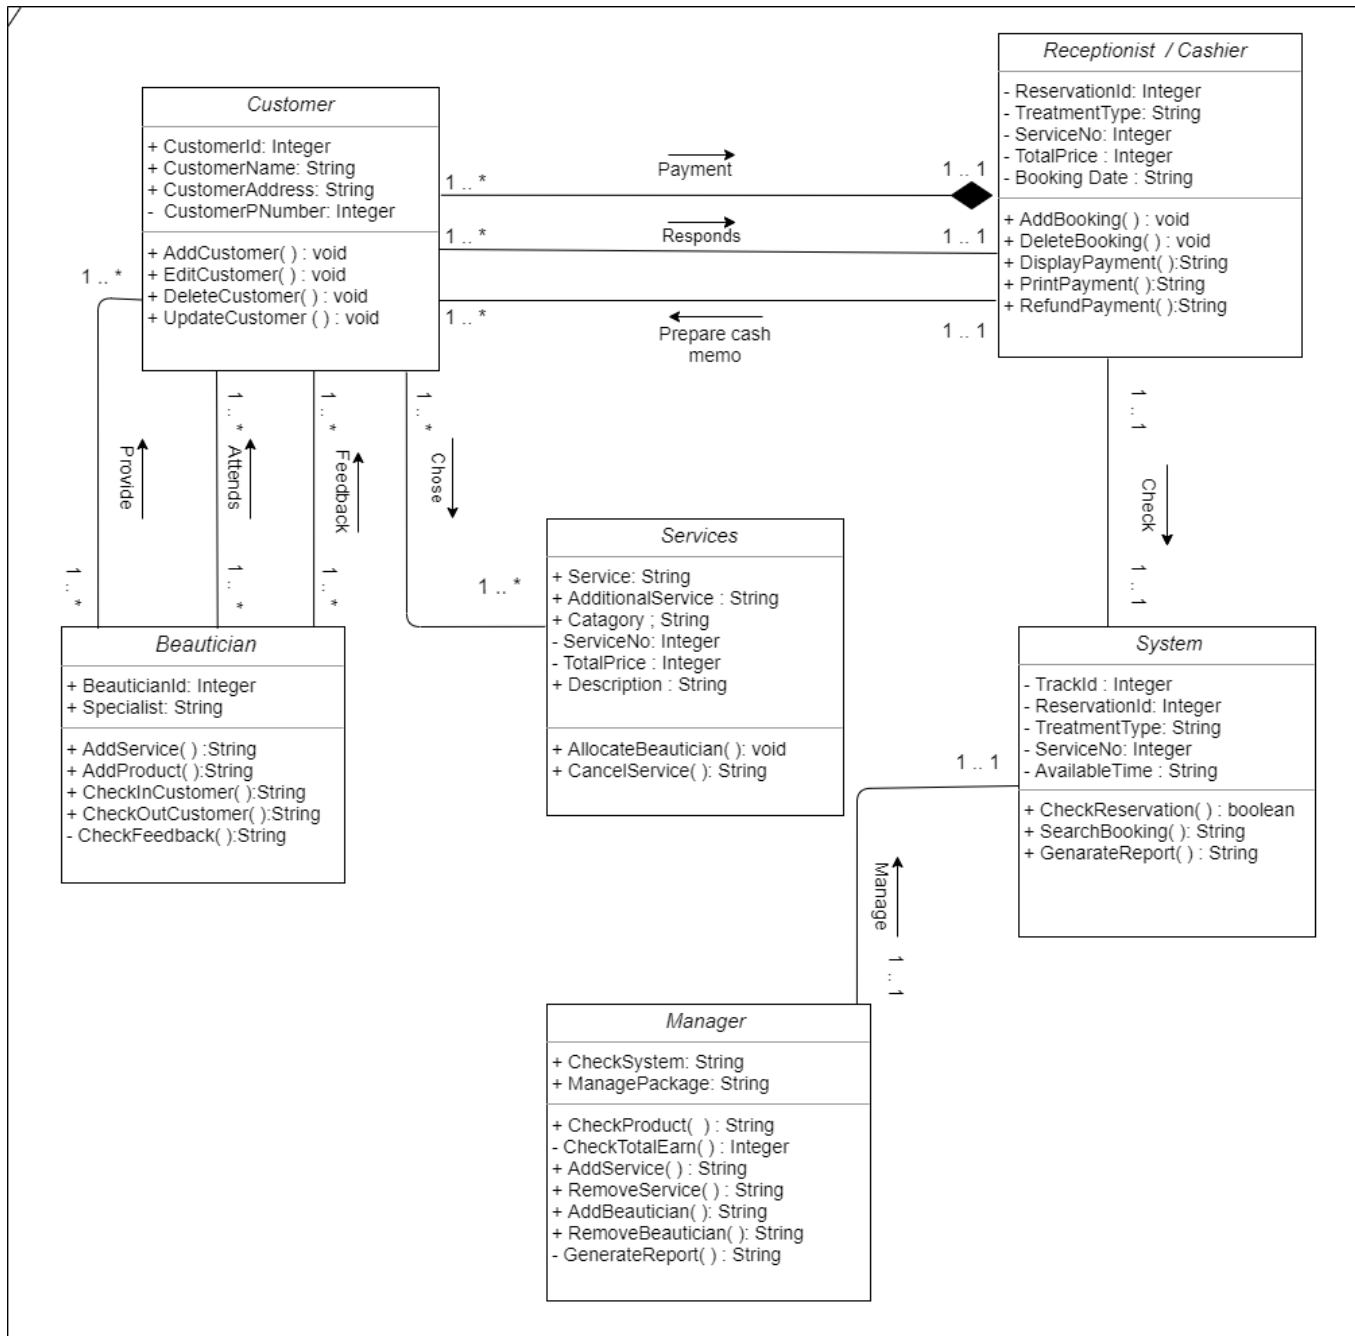 Customer
+ CustomerId: Integer
+ CustomerName: String
+ CustomerAddress: String
- CustomerPNumber: Integer
+ AddCustomer( ) : void
+ EditCustomer( ) : void
+ DeleteCustomer( ) : void
+ UpdateCustomer ( ) : void
Receptionist / Cashier
- ReservationId: Integer
- TreatmentType: String
- ServiceNo: Integer
- TotalPrice : Integer
- Booking Date : String
+ AddBooking( ) : void
+ DeleteBooking( ) : void
+ DisplayPayment( ):String
+ PrintPayment( ):String
+ RefundPayment( ):String
Payment
1 .. *
1 .. 1
Responds
1 .. *
1 .. 1
1 .. *
Prepare cash
memo
1 .. 1
1 .. *
Provide
1 .. *
1 .. *
Attends
1 .. *
1 .. *
Feedback
1 .. *
1 .. *
Chose
1 .. *
1 .. 1
Check
1 .. 1
Services
+ Service: String
+ AdditionalService : String
+ Catagory ; String
- ServiceNo: Integer
- TotalPrice : Integer
+ Description : String
+ AllocateBeautician( ): void
+ CancelService( ): String
Beautician
+ BeauticianId: Integer
+ Specialist: String
+ AddService( ) :String
+ AddProduct( ):String
+ CheckInCustomer( ):String
+ CheckOutCustomer( ):String
- CheckFeedback( ):String
System
- TrackId : Integer
- ReservationId: Integer
- TreatmentType: String
- ServiceNo: Integer
- AvailableTime : String
+ CheckReservation( ) : boolean
+ SearchBooking( ): String
+ GenarateReport( ) : String
1 .. 1
Manage
1 .. 1
Manager
+ CheckSystem: String
+ ManagePackage: String
+ CheckProduct( ) : String
- CheckTotalEarn( ) : Integer
+ AddService( ) : String
+ RemoveService( ) : String
+ AddBeautician( ): String
+ RemoveBeautician( ) : String
- GenerateReport( ) : String